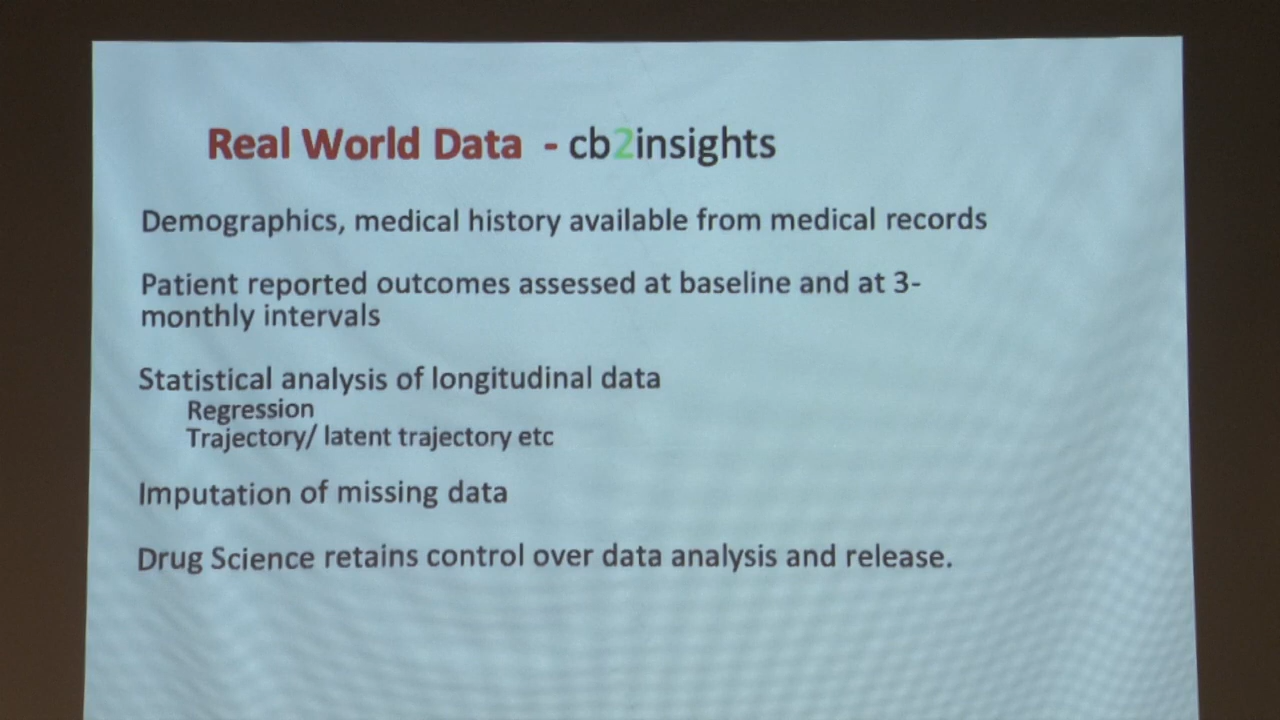 Real World Data - cb2insights
Demographics, medical history available from medical records
Patient reported outcomes assessed at baseline and at 3-
monthly intervals
Statistical analysis of longitudinal data
Regression
Trajectory/ latent trajectory etc
Imputation of missing data
Drug Science retains control over data analysis and release.